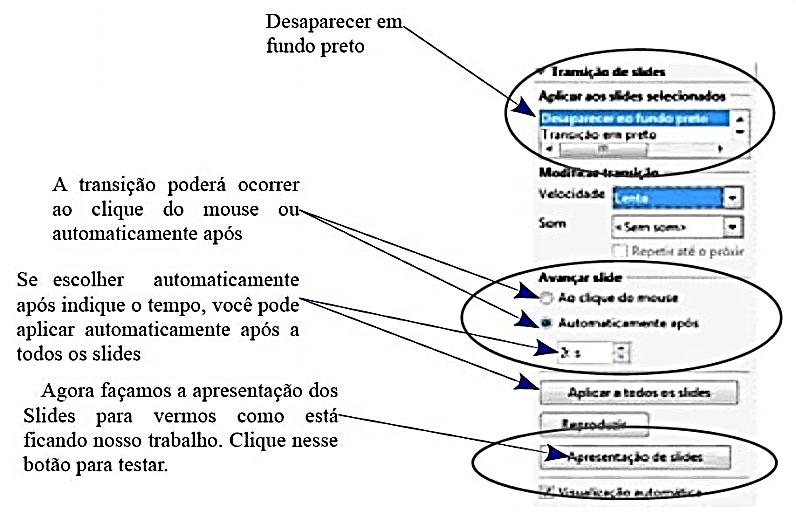 Desaparecer em
fundo preto
Transição de slides
Aplicar aos slides selecionados
Desaparecer no fundo preto
Transição em preto
A transição poderá ocorrer
ao clique do mouse ou
automaticamente após
Modificar transição
Velocidade Lenta
Som <Sem som>
Repetir até o próxir
Se escolher automaticamente
após indique o tempo, você pode
aplicar automaticamente após a
todos os slides
Avançar slide
Ao clique do mouse
Automaticamente após
s
Aplicar a todos os slides
Agora façamos a apresentação dos
Slides para vermos como está
ficando nosso trabalho. Clique nesse
botão para testar.
Reproduzir
Apresentação de slides
Visualização automática